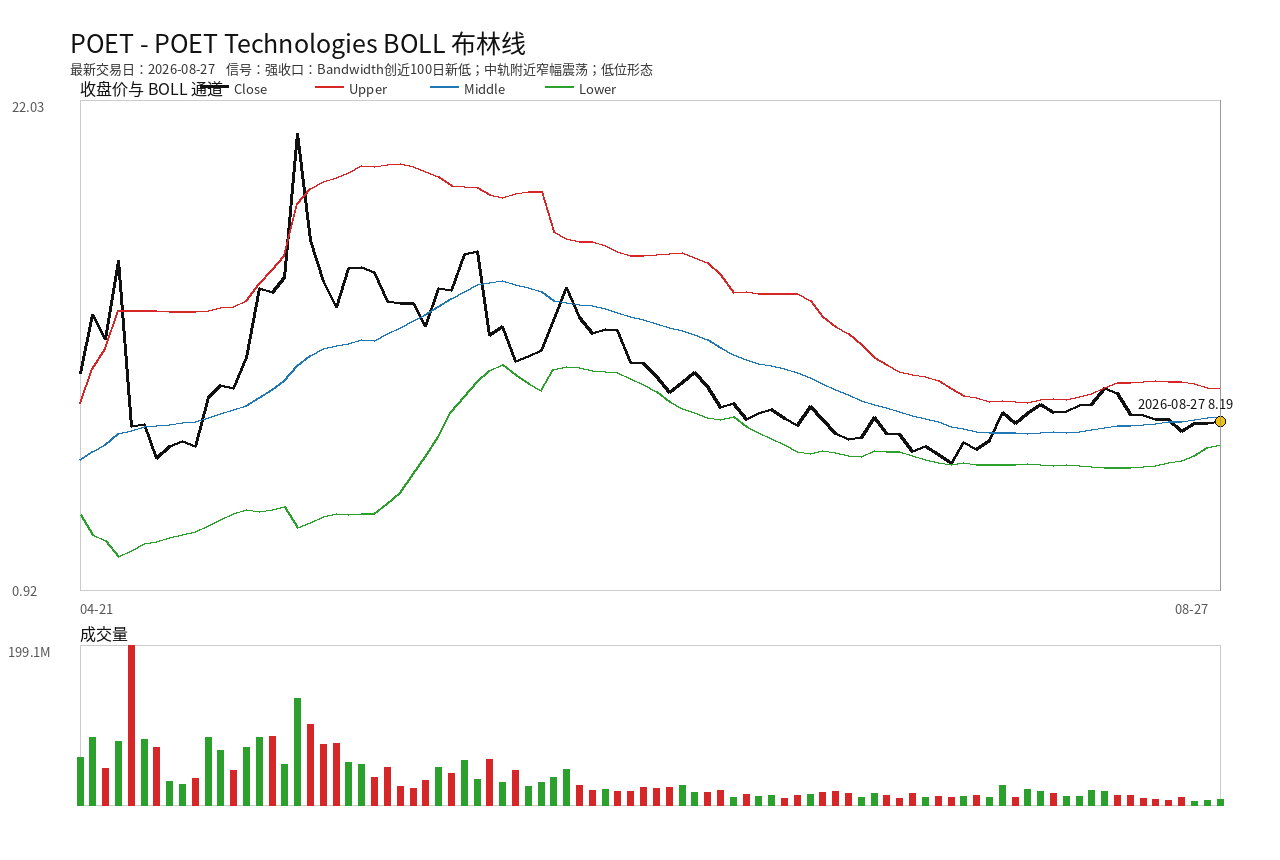 POET - POET Technologies BOLL 布林线
最新交易日：2026-08-27 信号：强收口：Bandwidth创近100日新低；中轨附近窄幅震荡；低位形态
收盘价与 BOLL 通道 Close Upper Middle Lower
22.03
2026-08-27 8.19
0.92
04-21 08-27
成交量
199.1M